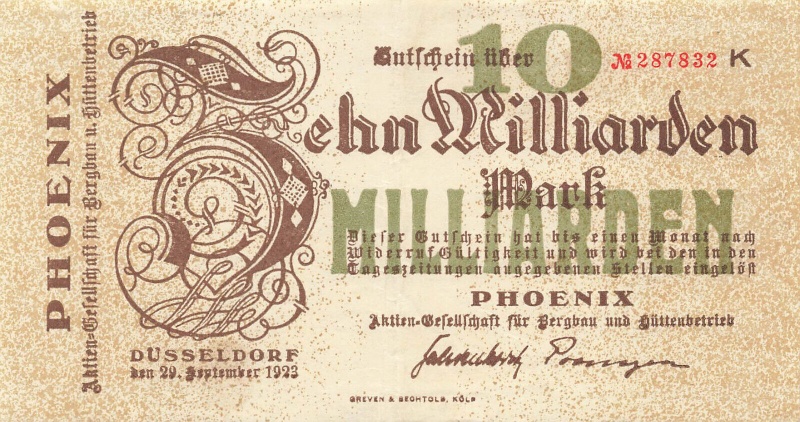 PHOENIX
Aktien-Gesellschaft für Bergbau u. Hüttenbetrieb
Gutschein über
10
№ 287832 K
Zehn Milliarden
Mark
MILLIARDEN
Dieser Gutschein hat bis einen Monat nach
Widerruf Gültigkeit und wird bei den in den
Tageszeitungen angegebenen Stellen eingelöst
PHOENIX
Aktien-Gesellschaft für Bergbau und Hüttenbetrieb
DÜSSELDORF
den 29. September 1923
GREVEN & BECHTOLD, KÖLN